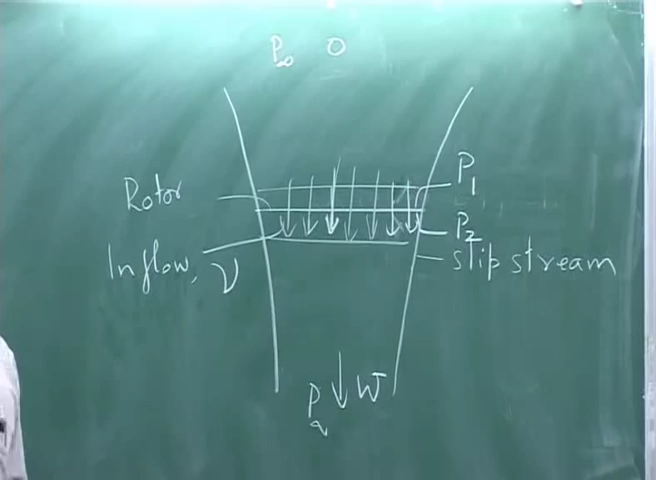 P∞ 0
Rotor
P1
Inflow, ν
P2
slip stream
P W